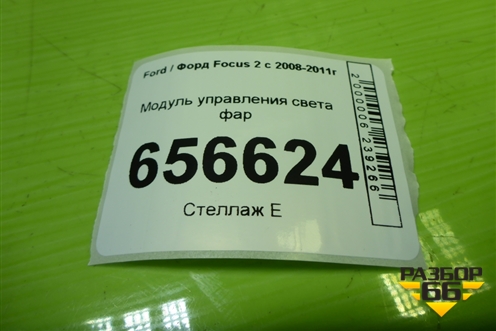 Ford / Форд Focus 2 с 2008-2011г
Модуль управления света
фар
656624
Стеллаж Е
2000006239266
РАЗБОР
66